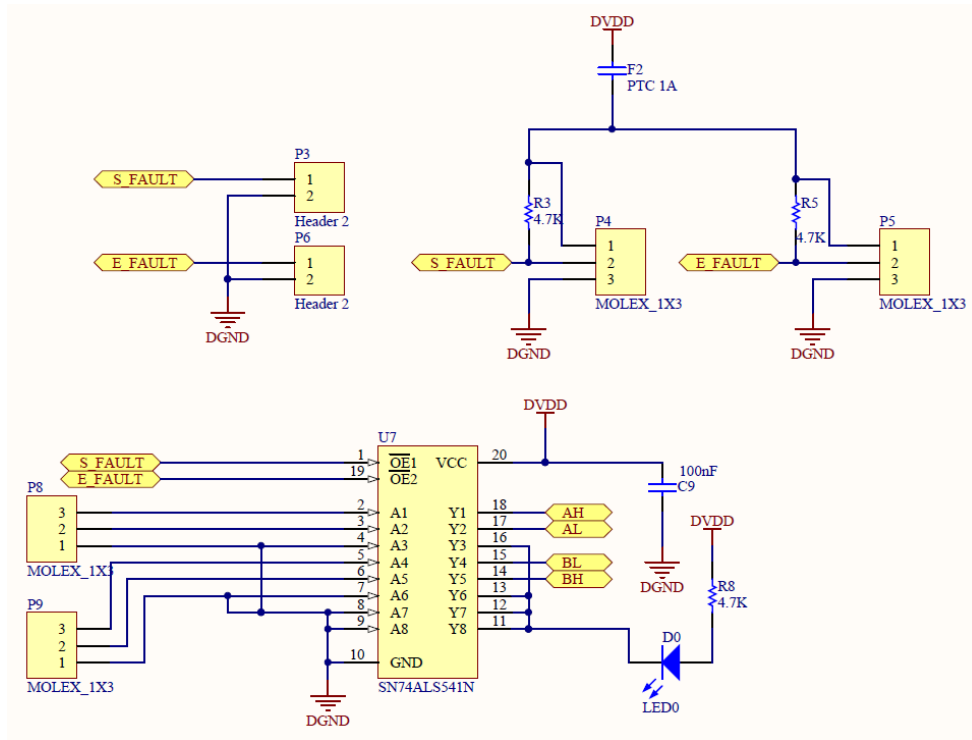 DVDD
F2
PTC 1A
P3
S_FAULT
1
2
Header 2
P6
E_FAULT
1
2
Header 2
DGND
R3
4.7K
P4
S_FAULT
1
2
3
MOLEX_1X3
DGND
R5
4.7K
P5
E_FAULT
1
2
3
MOLEX_1X3
DGND
DVDD
U7
S_FAULT 1 OE1 VCC 20
E_FAULT 19 OE2
100nF
C9
DGND
P8
3 2 A1 Y1 18 AH
2 3 A2 Y2 17 AL
1 4 A3 Y3 16
MOLEX_1X3
5 A4 Y4 15 BL
6 A5 Y5 14 BH
7 A6 Y6 13
8 A7 Y7 12
9 A8 Y8 11
10 GND
SN74ALS541N
P9
3
2
1
MOLEX_1X3
DGND
DVDD
R8
4.7K
D0
LED0